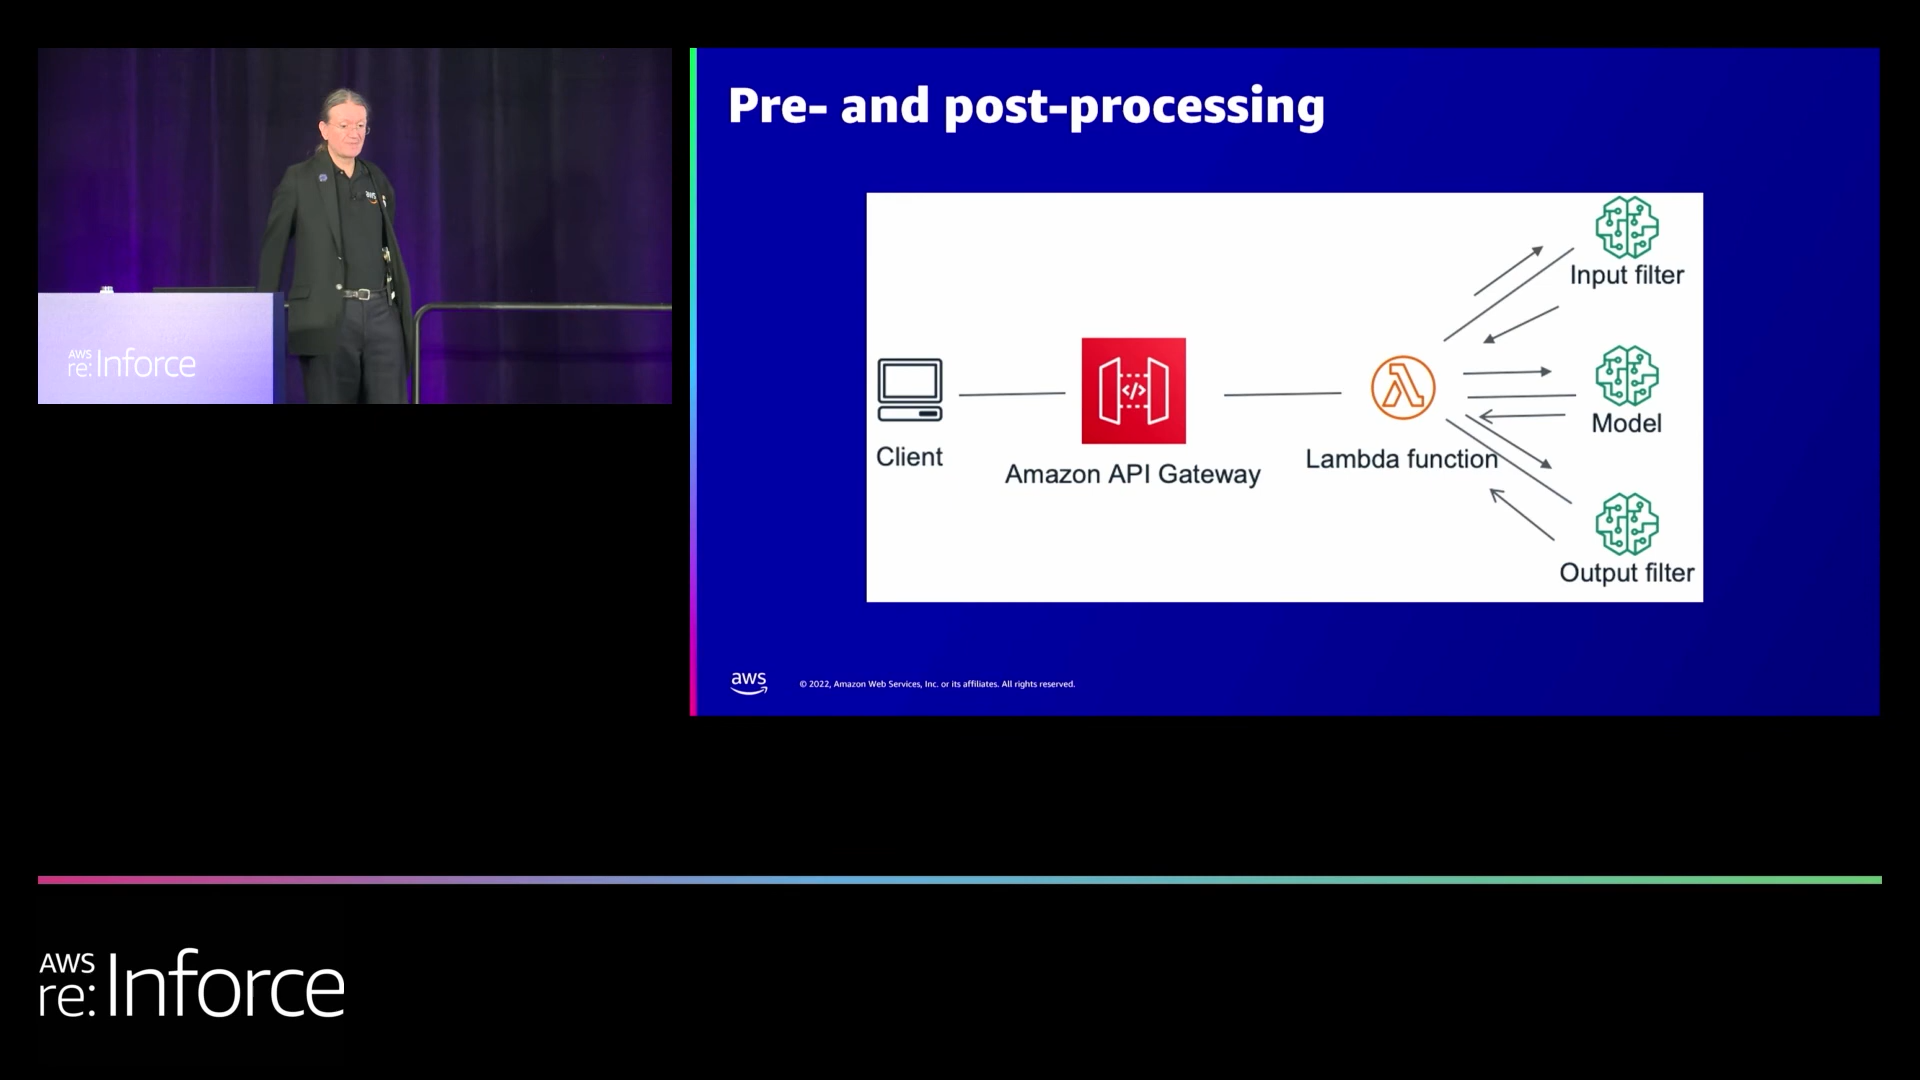 Pre- and post-processing
Input filter
Model
Client
Amazon API Gateway
Lambda function
Output filter
aws
© 2022, Amazon Web Services, Inc. or its affiliates. All rights reserved.
aws
AWS
re:Inforce
AWS
re:Inforce